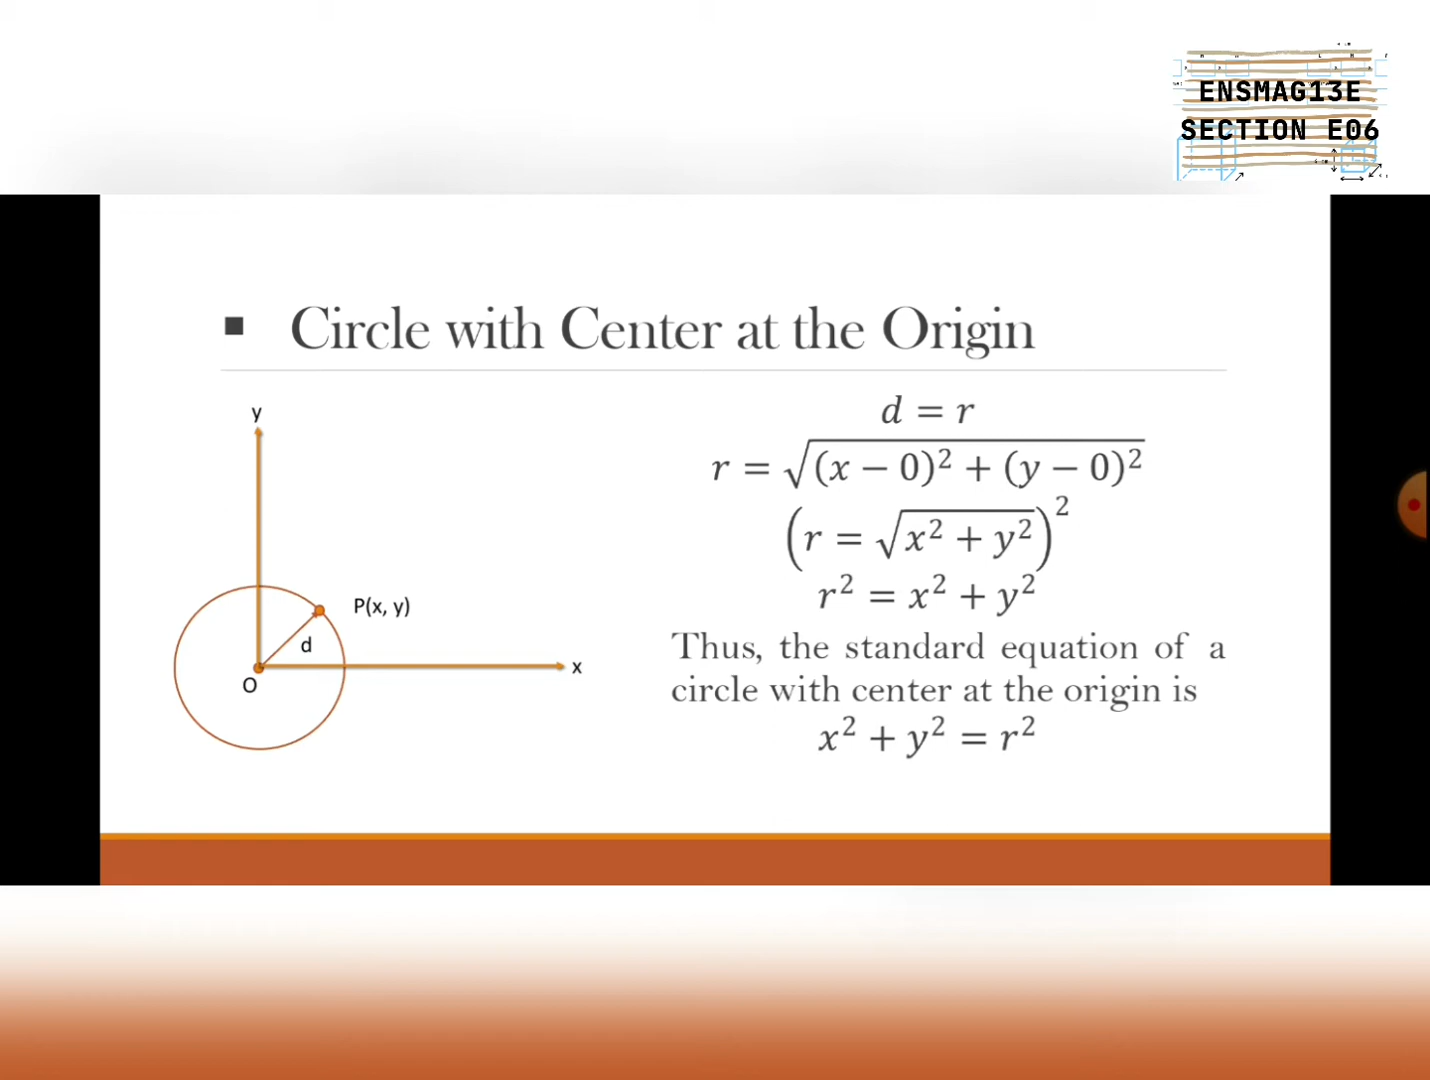 ENSMAG13E
SECTION E06
▪ Circle with Center at the Origin
y
P(x, y)
d
x
O
d = r
r = √((x − 0)² + (y − 0)²)
(r = √(x² + y²))²
r² = x² + y²
Thus, the standard equation of a
circle with center at the origin is
x² + y² = r²